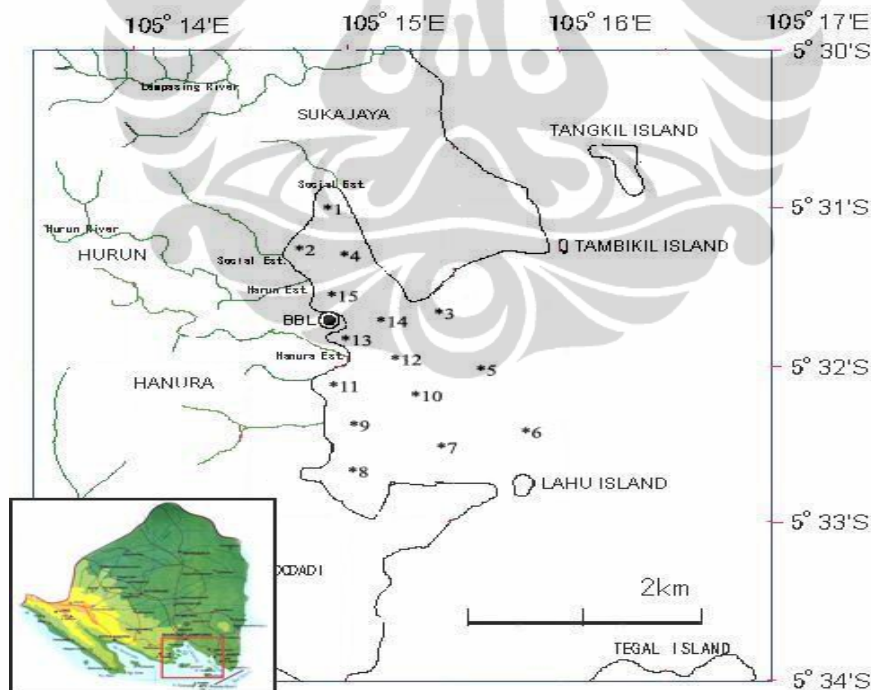 105° 14'E 105° 15'E 105° 16'E 105° 17'E
5° 30'S
Lampasing River
SUKAJAYA
TANGKIL ISLAND
Social Est.
5° 31'S
*1
Hurun River
HURUN
*2
*4
TAMBIKIL ISLAND
Social Est.
Harun Est.
*15
BBL
*14
*3
*13
Hanura Est.
*12
5° 32'S
*5
HANURA
*11
*10
*9
*6
*7
*8
LAHU ISLAND
5° 33'S
2km
TEGAL ISLAND
5° 34'S